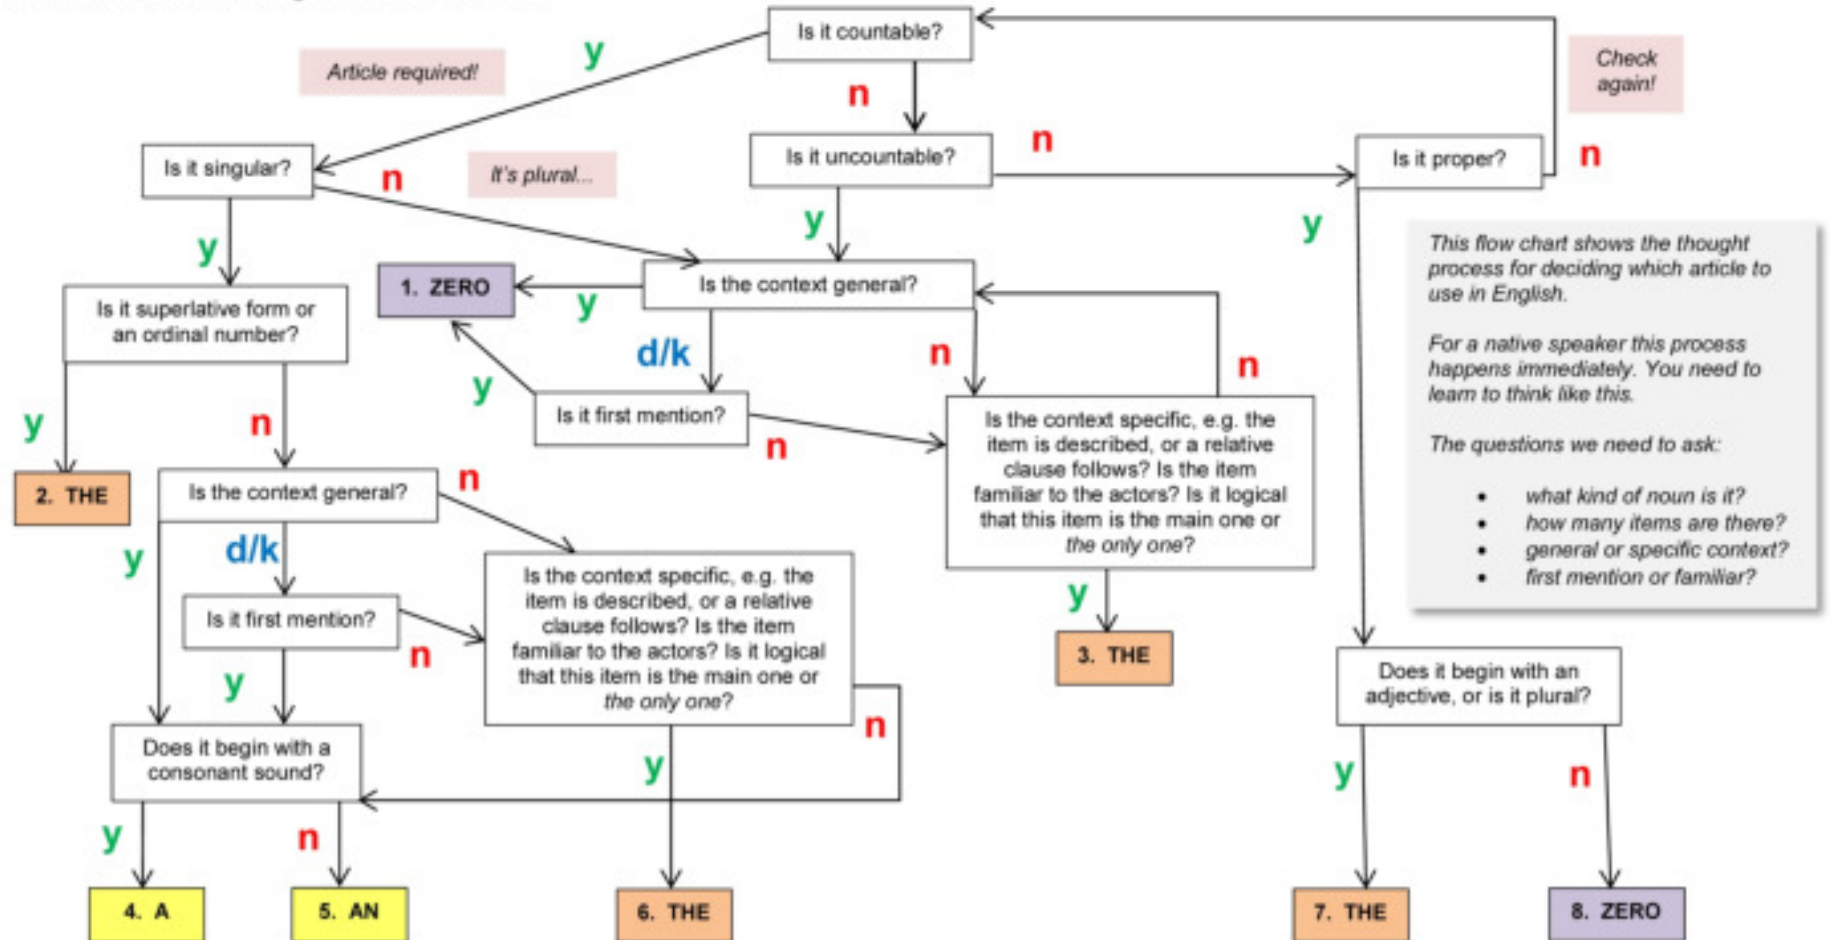 Is it countable?
y
Article required!
Check
again!
n
Is it singular?
n
It's plural...
Is it uncountable?
n
Is it proper?
n
y
y
y
This flow chart shows the thought
process for deciding which article to
use in English.
For a native speaker this process
happens immediately. You need to
learn to think like this.
The questions we need to ask:
• what kind of noun is it?
• how many items are there?
• general or specific context?
• first mention or familiar?
1. ZERO
y
Is the context general?
Is it superlative form or
an ordinal number?
d/k
n
n
y
Is it first mention?
n
Is the context specific, e.g. the
item is described, or a relative
clause follows? Is the item
familiar to the actors? Is it logical
that this item is the main one or
the only one?
y
n
2. THE
Is the context general?
n
y
d/k
Is it first mention?
n
y
Is the context specific, e.g. the
item is described, or a relative
clause follows? Is the item
familiar to the actors? Is it logical
that this item is the main one or
the only one?
n
y
y
3. THE
Does it begin with an
adjective, or is it plural?
Does it begin with a
consonant sound?
y
n
y
n
4. A
5. AN
6. THE
7. THE
8. ZERO